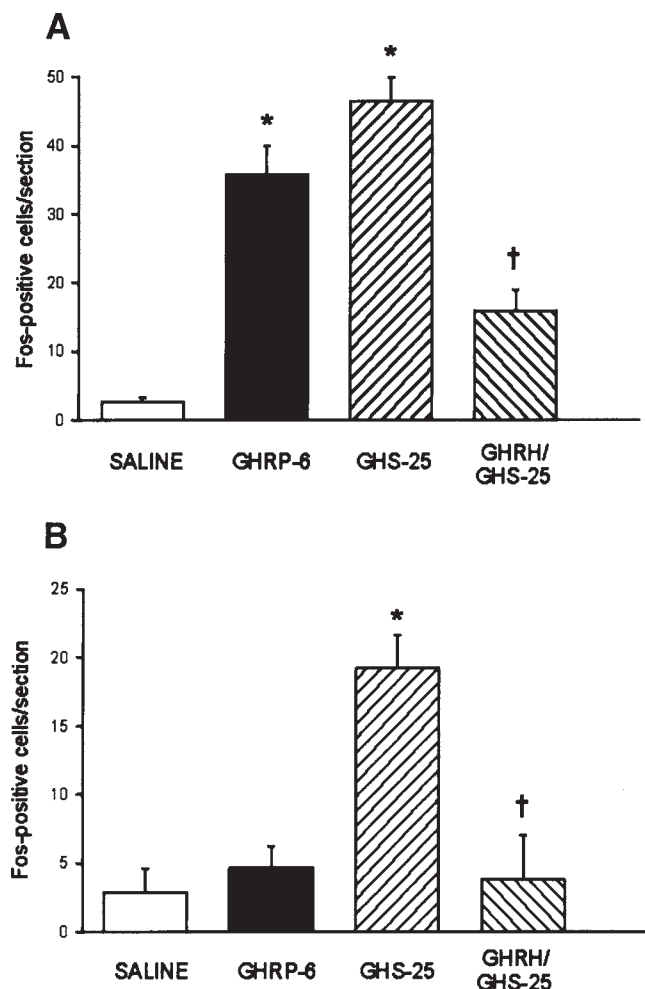 A
Fos-positive cells/section
50
40
30
20
10
0
*
*
†
SALINE
GHRP-6
GHS-25
GHRH/
GHS-25
B
Fos-positive cells/section
25
20
15
10
5
0
*
†
SALINE
GHRP-6
GHS-25
GHRH/
GHS-25